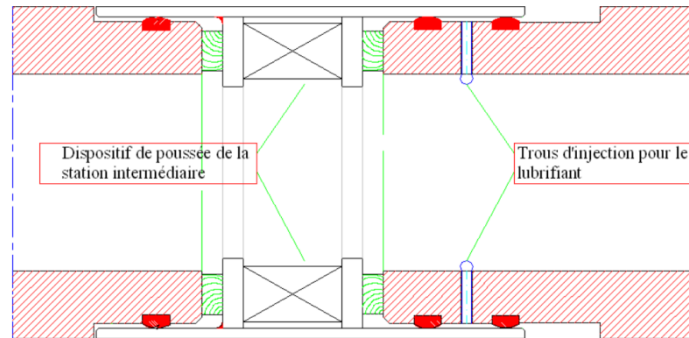 Dispositif de poussée de la
station intermédiaire
Trous d'injection pour le
lubrifiant